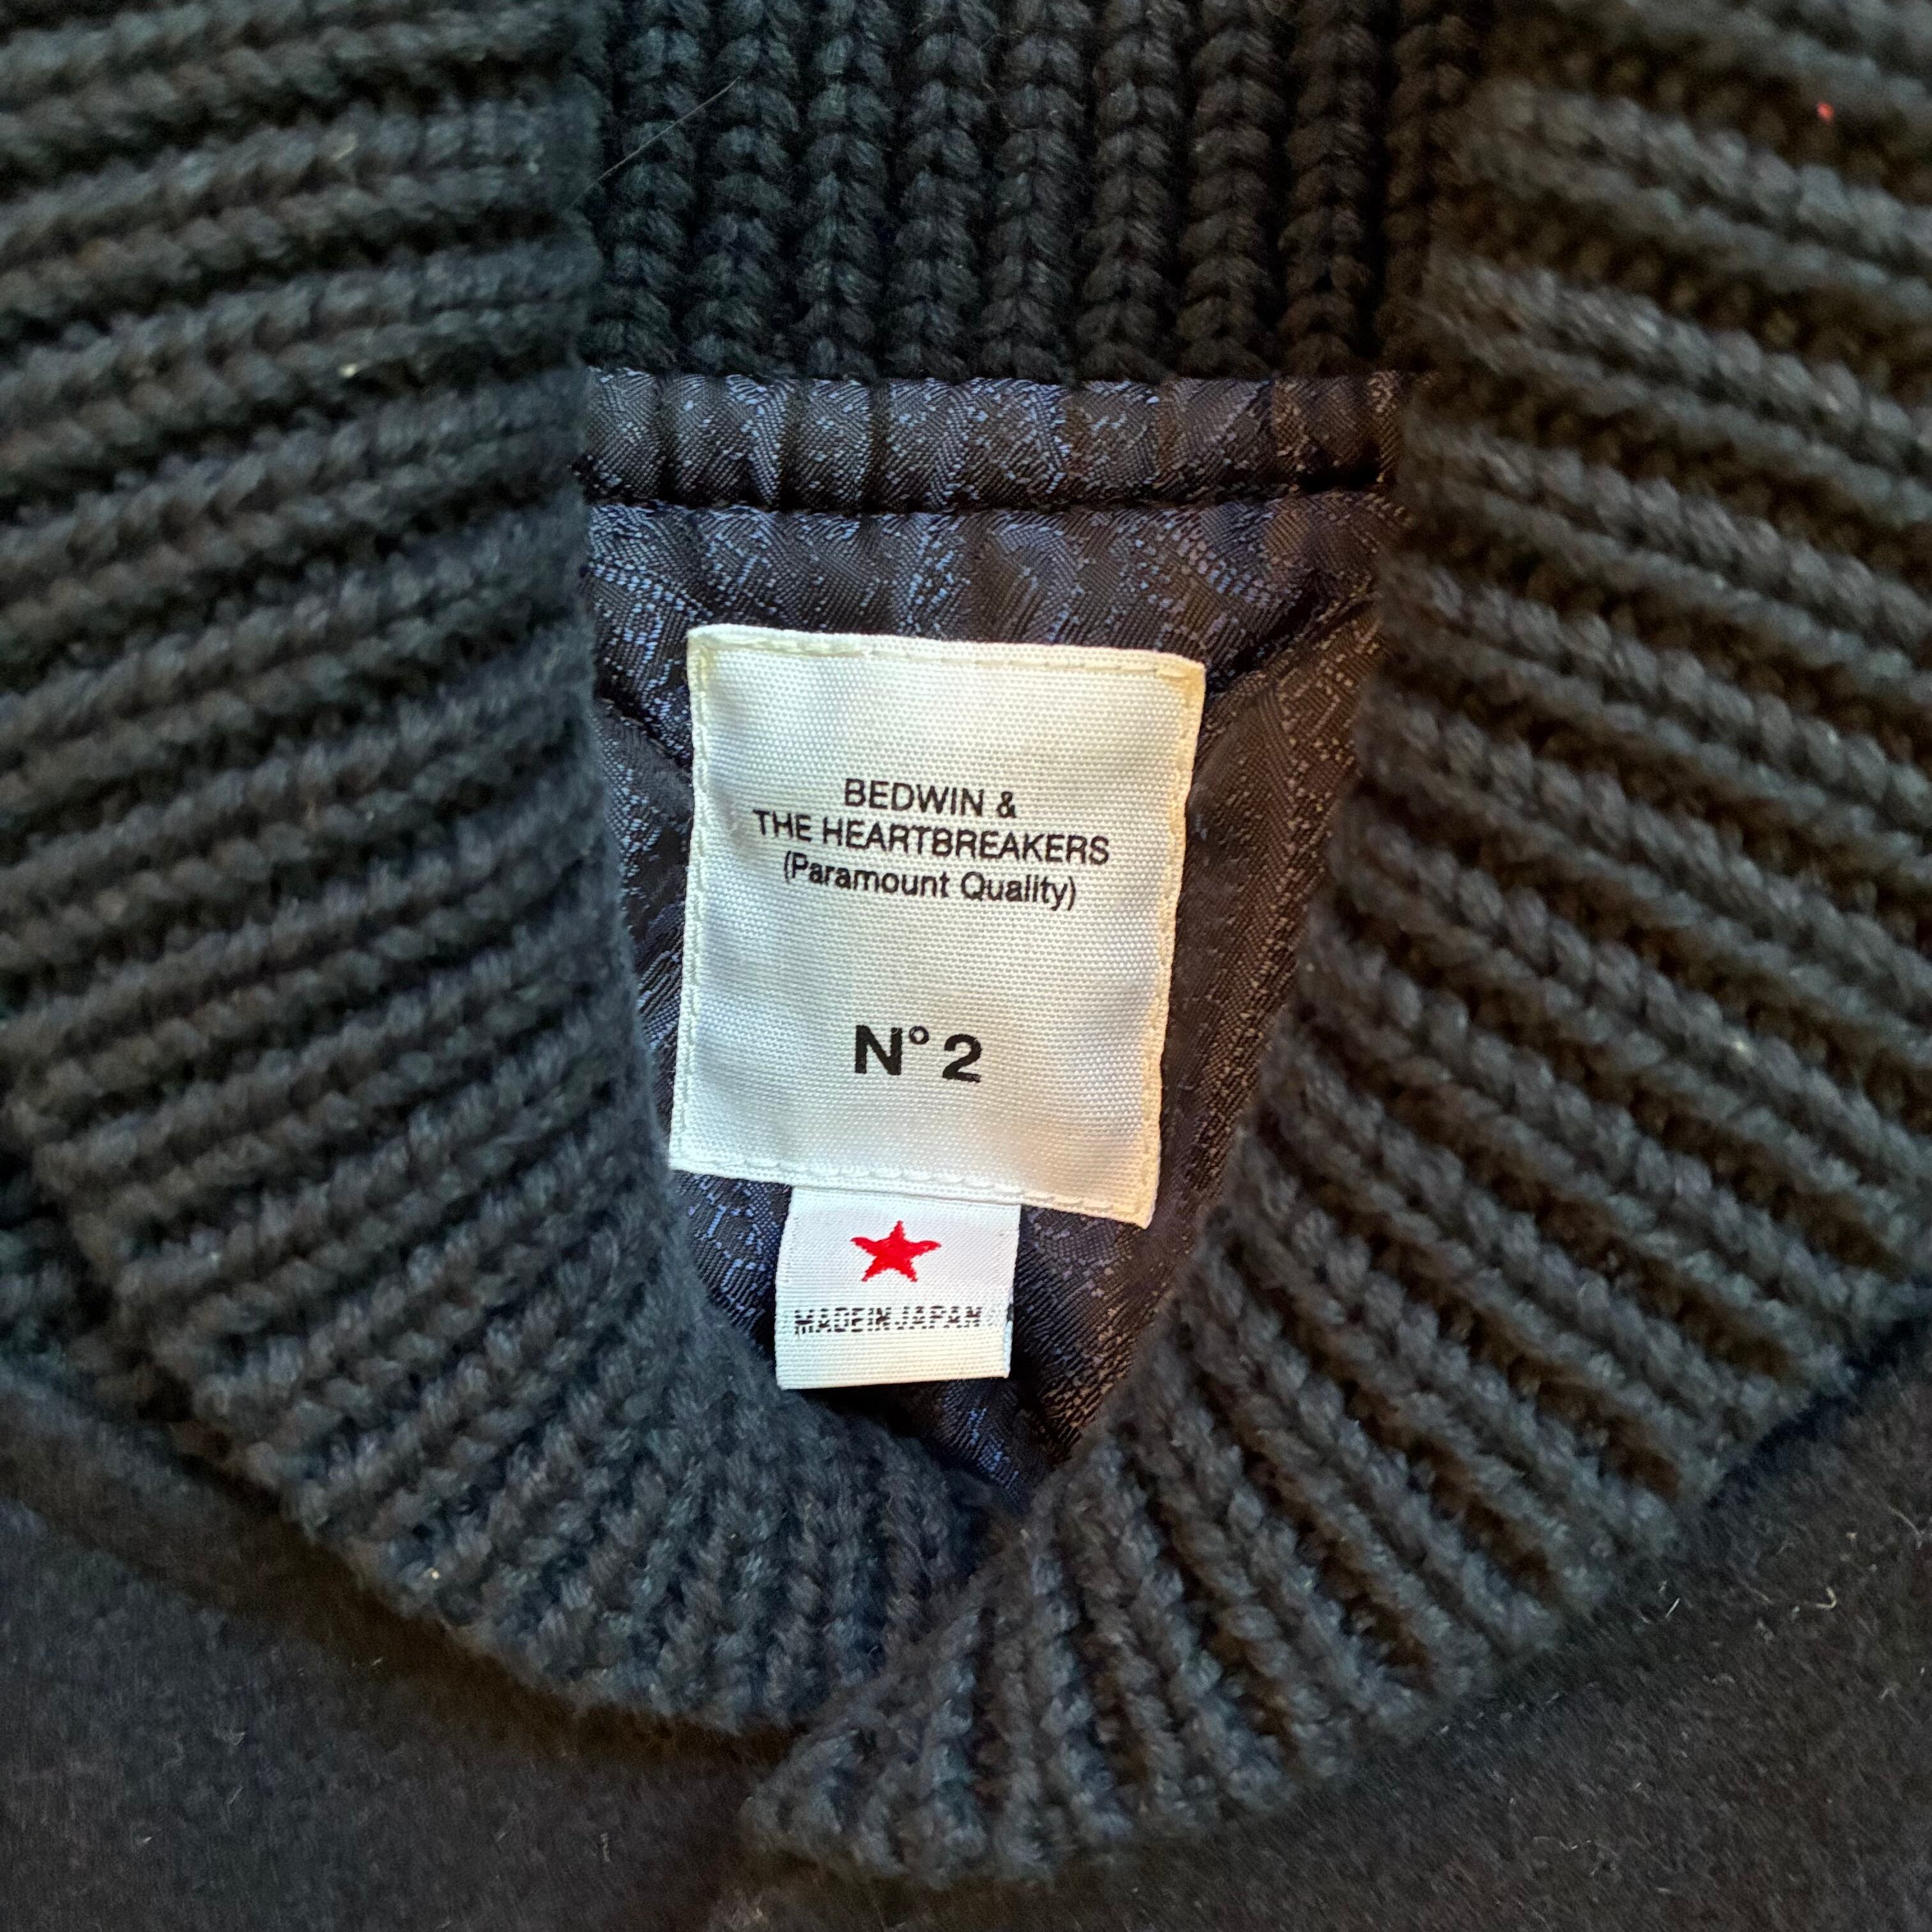 BEDWIN &
THE HEARTBREAKERS
(Paramount Quality)
N° 2
MADE IN JAPAN